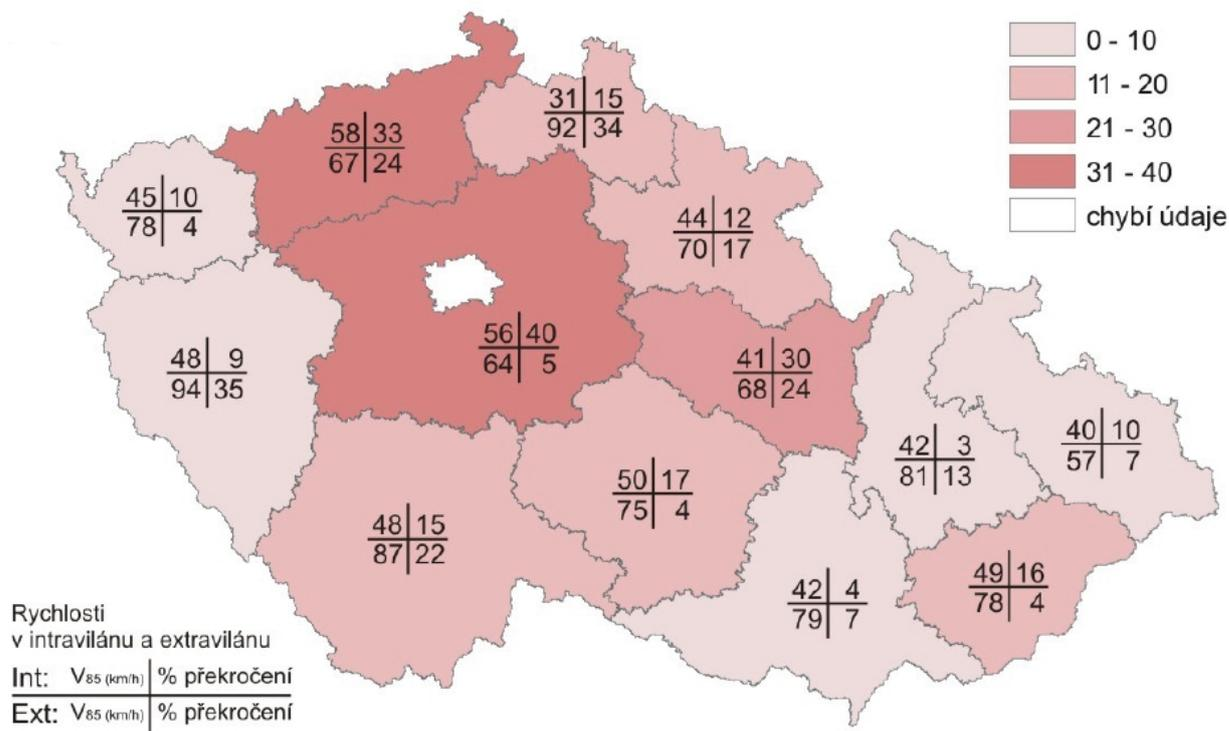 0 - 10
11 - 20
21 - 30
31 - 40
chybí údaje
31 15
92 34
58 33
67 24
45 10
78 4
44 12
70 17
56 40
64 5
48 9
94 35
41 30
68 24
42 3
81 13
40 10
57 7
50 17
75 4
48 15
87 22
49 16
78 4
42 4
79 7
Rychlosti
v intravilánu a extravilánu
Int: V85 (km/h) % překročení
Ext: V85 (km/h) % překročení